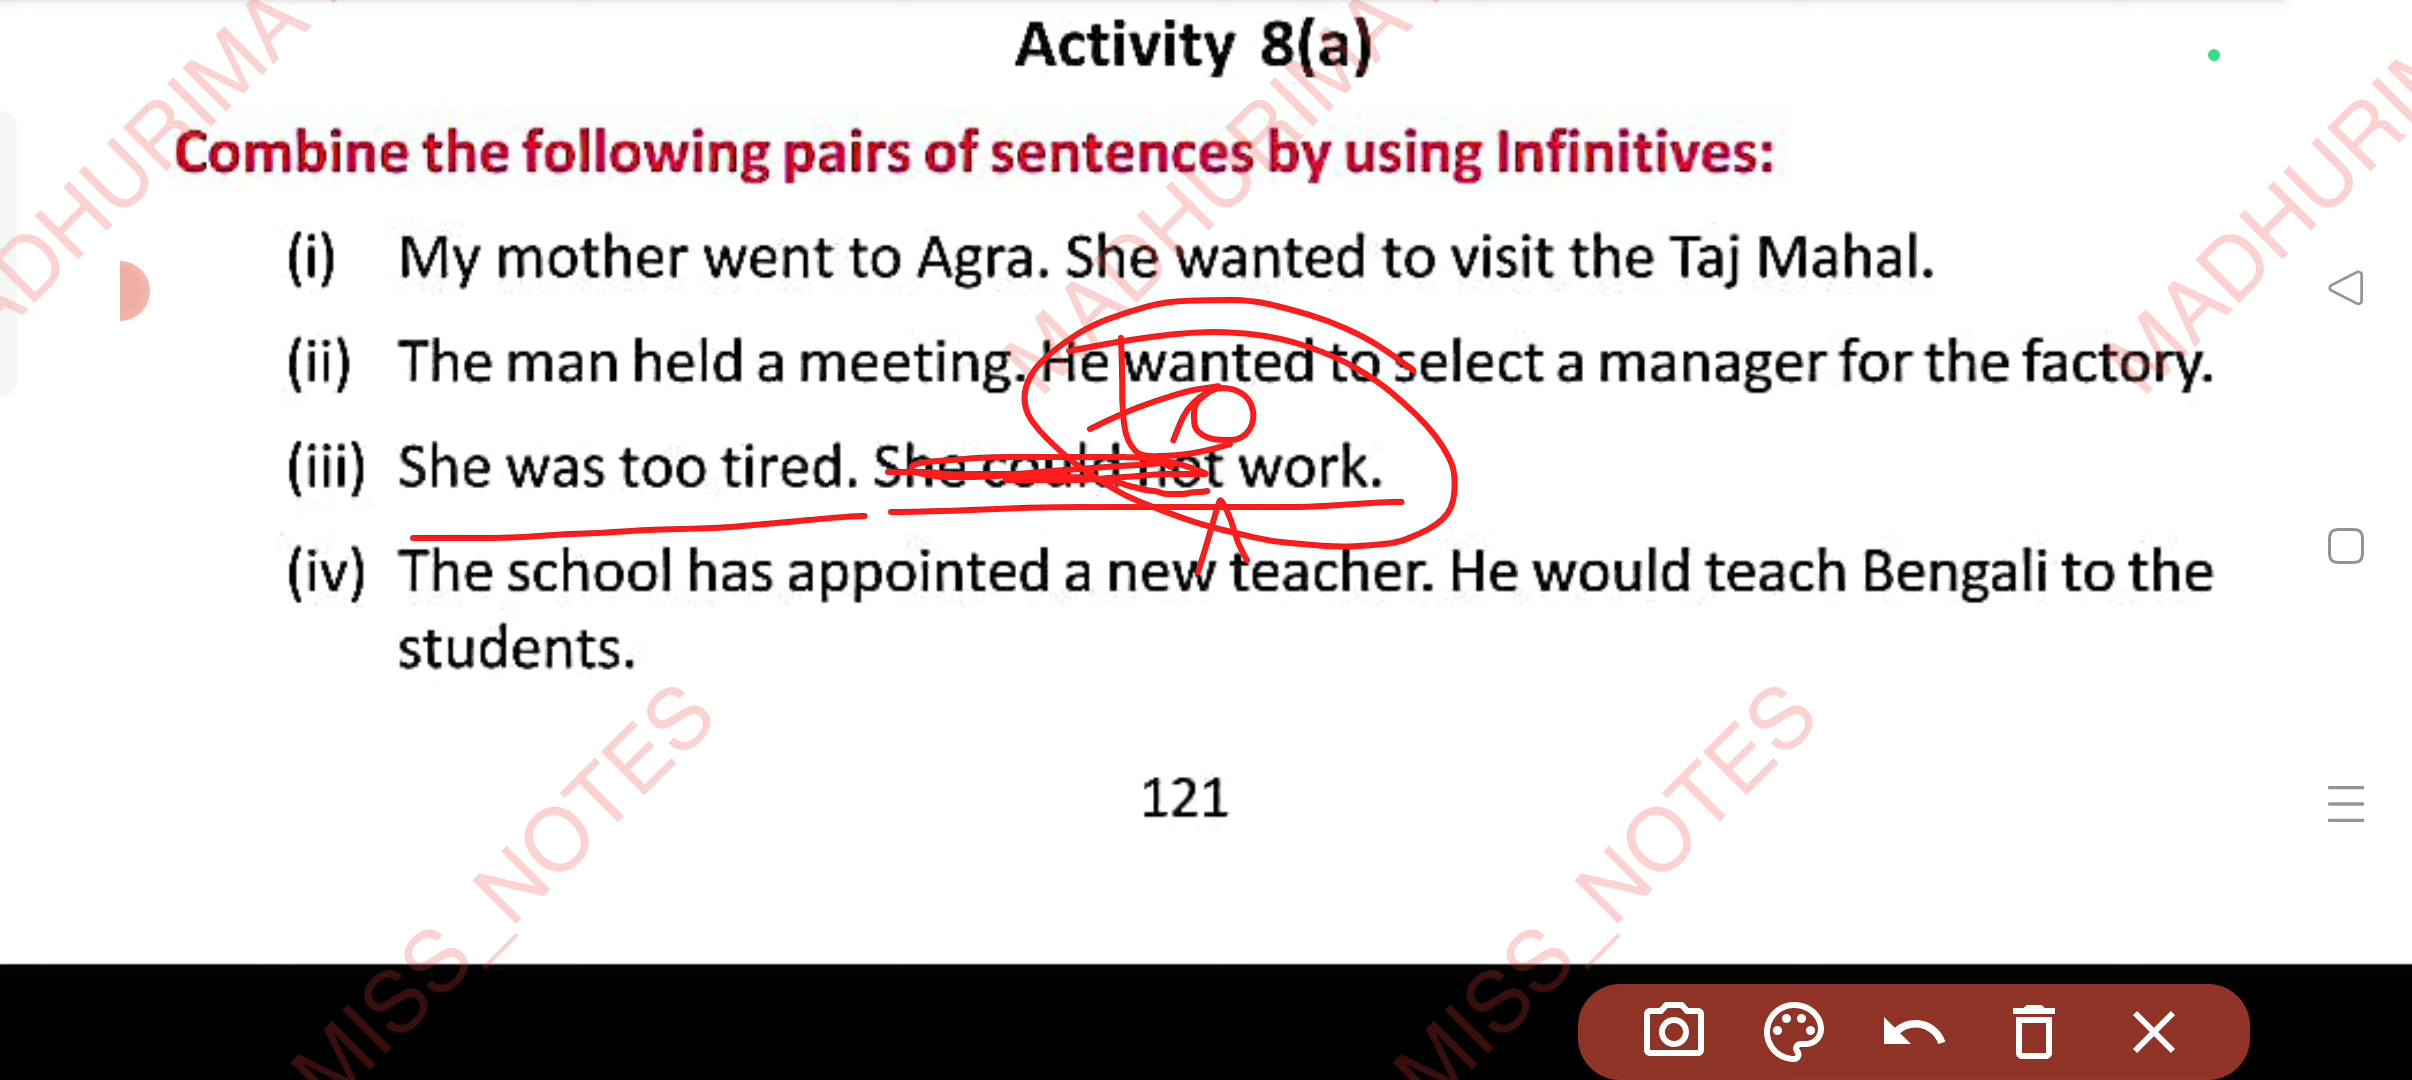 Activity 8(a)
Combine the following pairs of sentences by using Infinitives:
(i) My mother went to Agra. She wanted to visit the Taj Mahal.
(ii) The man held a meeting. He wanted to select a manager for the factory.
to
(iii) She was too tired. She could not work.
(iv) The school has appointed a new teacher. He would teach Bengali to the
students.
121
MADHURIMA
MADHURIMA
MADHURIM
MISS_NOTES
MISS_NOTES